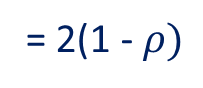 = 2(1 - 𝜌)